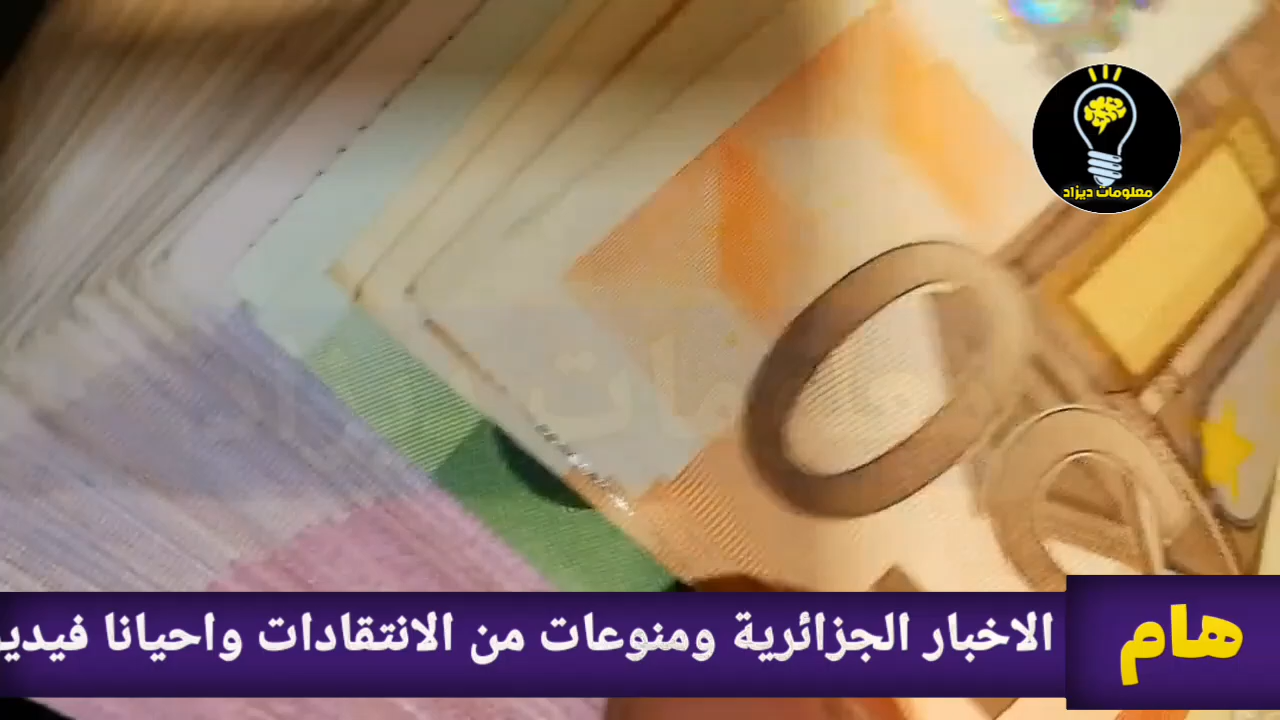 معلومات ديزاد
الاخبار الجزائرية ومنوعات من الانتقادات واحيانا
هام